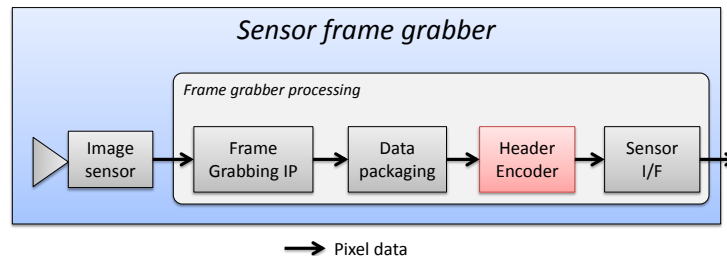 Sensor frame grabber
Frame grabber processing
Image
sensor
Frame
Grabbing IP
Data
packaging
Header
Encoder
Sensor
I/F
Pixel data